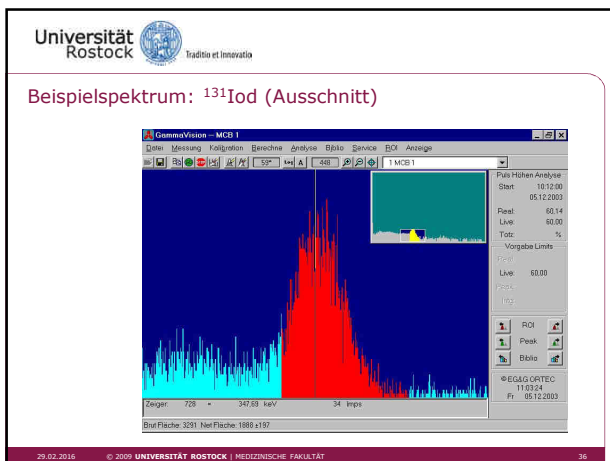 Universität
Rostock
Traditio et Innovatio
Beispielspektrum: ¹³¹Iod (Ausschnitt)
GammaVision -- MCB 1
Datei Messung Kalibration Berechne Analyse Biblio Service ROI Anzeige
Log A 448 1 MCB 1
Puls Höhen Analyse
Start: 10:12:00
05.12.2003
Real: 60,14
Live: 60,00
Totz: %
Vorgabe Limits
Real:
Live: 60,00
Peak:
Intg:
ROI
Peak
Biblio
© EG&G ORTEC
11:03:24
Fr 05.12.2003
Zeiger: 728 = 347,69 keV 34 Imps
Brut Fläche: 3291 Net Fläche: 1888 ±197
29.02.2016 © 2009 UNIVERSITÄT ROSTOCK | MEDIZINISCHE FAKULTÄT 36